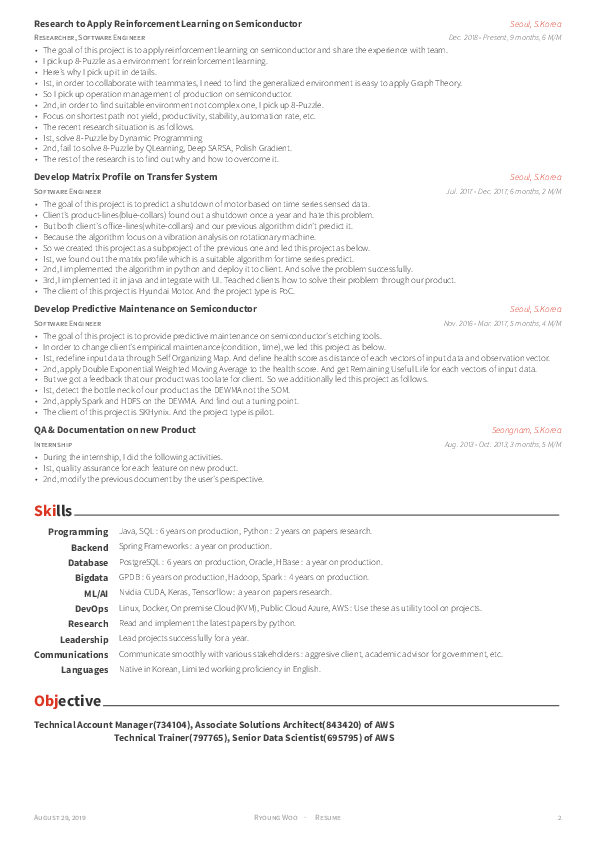 Research to Apply Reinforcement Learning on Semiconductor Seoul, S.Korea
Researcher, Software Engineer Dec. 2018 - Present, 9 months, 6 M/M
• The goal of this project is to apply reinforcement learning on semiconductor and share the experience with team.
• I pick up 8-Puzzle as a environment for reinforcement learning.
• Here's why I pick up it in details.
• 1st, in order to collaborate with teammates, I need to find the generalized environment is easy to apply Graph Theory.
• So I pick up operation management of production on semiconductor.
• 2nd, in order to find suitable environment not complex one, I pick up 8-Puzzle.
• Focus on shortest path not yield, productivity, stability, automation rate, etc.
• The recent research situation is as follows.
• 1st, solve 8-Puzzle by Dynamic Programming
• 2nd, fail to solve 8-Puzzle by QLearning, Deep SARSA, Polish Gradient.
• The rest of the research is to find out why and how to overcome it.
Develop Matrix Profile on Transfer System Seoul, S.Korea
Software Engineer Jul. 2017 - Dec. 2017, 6 months, 2 M/M
• The goal of this project is to predict a shutdown of motor based on time series sensed data.
• Client's product-lines(blue-collars) found out a shutdown once a year and hate this problem.
• But both client's office-lines(white-collars) and our previous algorithm didn't predict it.
• Because the algorithm focus on a vibration analysis on rotationary machine.
• So we created this project as a subproject of the previous one and led this project as below.
• 1st, we found out the matrix profile which is a suitable algorithm for time series predict.
• 2nd, I implemented the algorithm in python and deploy it to client. And solve the problem successfully.
• 3rd, I implemented it in java and integrate with UI. Teached clients how to solve their problem through our product.
• The client of this project is Hyundai Motor. And the project type is PoC.
Develop Predictive Maintenance on Semiconductor Seoul, S.Korea
Software Engineer Nov. 2016 - Mar. 2017, 5 months, 4 M/M
• The goal of this project is to provide predictive maintenance on semiconductor's etching tools.
• In order to change client's empirical maintenance(condition, time), we led this project as below.
• 1st, redefine input data through Self Organizing Map. And define health score as distance of each vectors of input data and observation vector.
• 2nd, apply Double Exponential Weighted Moving Average to the health score. And get Remaining Useful Life for each vectors of input data.
• But we got a feedback that our product was too late for client. So we additionally led this project as follows.
• 1st, detect the bottle neck of our product as the DEWMA not the SOM.
• 2nd, apply Spark and HDFS on the DEWMA. And find out a tuning point.
• The client of this project is SKHynix. And the project type is pilot.
QA & Documentation on new Product Seongnam, S.Korea
Internship Aug. 2013 - Oct. 2013, 3 months, 5 M/M
• During the internship, I did the following activities.
• 1st, quality assurance for each feature on new product.
• 2nd, modify the previous document by the user's perspective.
Skills
Programming Java, SQL : 6 years on production, Python : 2 years on papers research.
Backend Spring Frameworks : a year on production.
Database PostgreSQL : 6 years on production, Oracle, HBase : a year on production.
Bigdata GPDB : 6 years on production, Hadoop, Spark : 4 years on production.
ML/AI Nvidia CUDA, Keras, Tensorflow : a year on papers research.
DevOps Linux, Docker, On premise Cloud(KVM), Public Cloud Azure, AWS : Use these as utility tool on projects.
Research Read and implement the latest papers by python.
Leadership Lead projects successfully for a year.
Communications Communicate smoothly with various stakeholders : aggresive client, academic advisor for government, etc.
Languages Native in Korean, Limited working proficiency in English.
Objective
Technical Account Manager(734104), Associate Solutions Architect(843420) of AWS
Technical Trainer(797765), Senior Data Scientist(695795) of AWS
August 29, 2019 Ryoung Woo · Resume 2